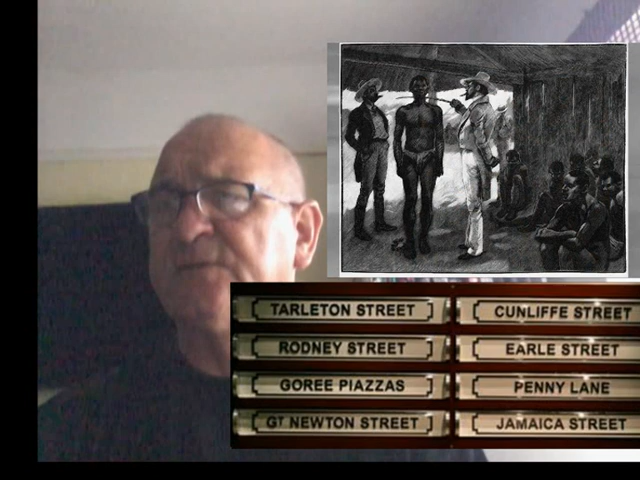 TARLETON STREET
CUNLIFFE STREET
RODNEY STREET
EARLE STREET
GOREE PIAZZAS
PENNY LANE
GT NEWTON STREET
JAMAICA STREET